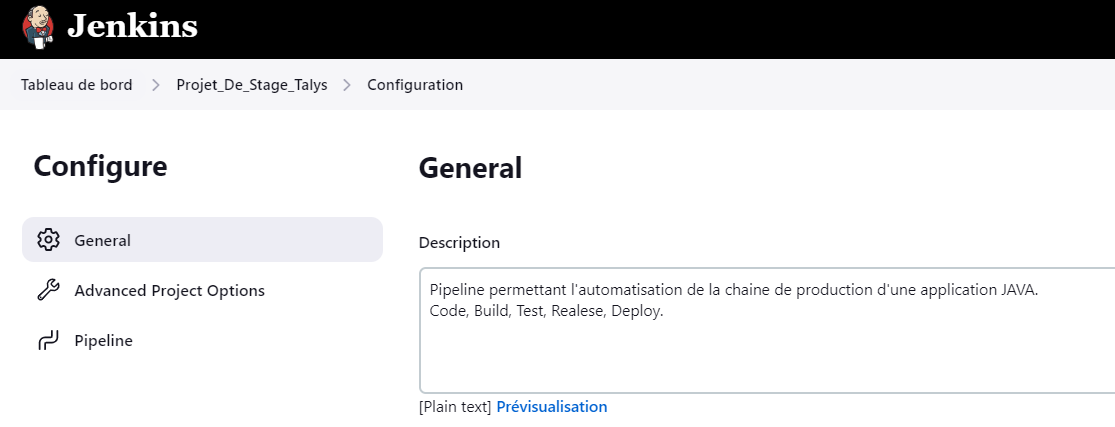 Jenkins
Tableau de bord > Projet_De_Stage_Talys > Configuration
Configure
General
Advanced Project Options
Pipeline
General
Description
Pipeline permettant l'automatisation de la chaine de production d'une application JAVA.
Code, Build, Test, Realese, Deploy.
[Plain text] Prévisualisation